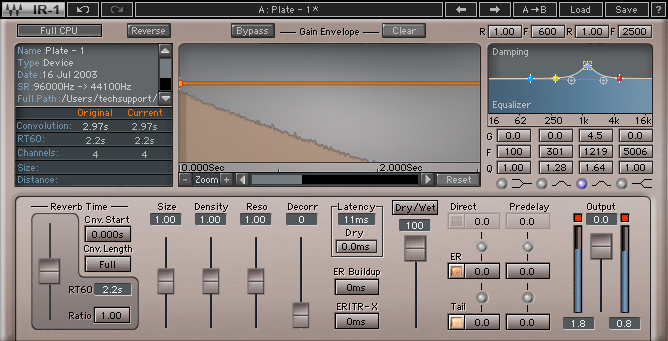 IR-1 A: Plate - 1* A→B Load Save ?
Full CPU Reverse Bypass Gain Envelope Clear R 1.00 F 600 R 1.00 F 2500
Name: Plate - 1
Type: Device
Date: 16 Jul 2003
SR: 96000Hz -> 44100Hz
Full Path: /Users/techsupport/
Original Current
Convolution: 2.97s 2.97s
RT60: 2.2s 2.2s
Channels: 4 4
Size:
Distance:
0.000Sec 2.000Sec
- Zoom + Reset
Damping
Equalizer
16 62 250 1k 4k 16k
G 0.0 0.0 4.5 0.0
F 100 301 1219 5006
Q 1.00 1.28 1.64 1.00
Reverb Time
Cnv. Start
0.000s
Cnv. Length
Full
RT60 2.2s
Ratio 1.00
Size Density Reso Decorr
1.00 1.00 1.00 0
Latency
11ms
Dry
0.0ms
ER Buildup
0ms
ER|TR-X
0ms
Dry/Wet
100
Direct Predelay
0.0 0.0
ER
0.0 0.0
Tail
0.0 0.0
Output
0.0
1.8 0.8